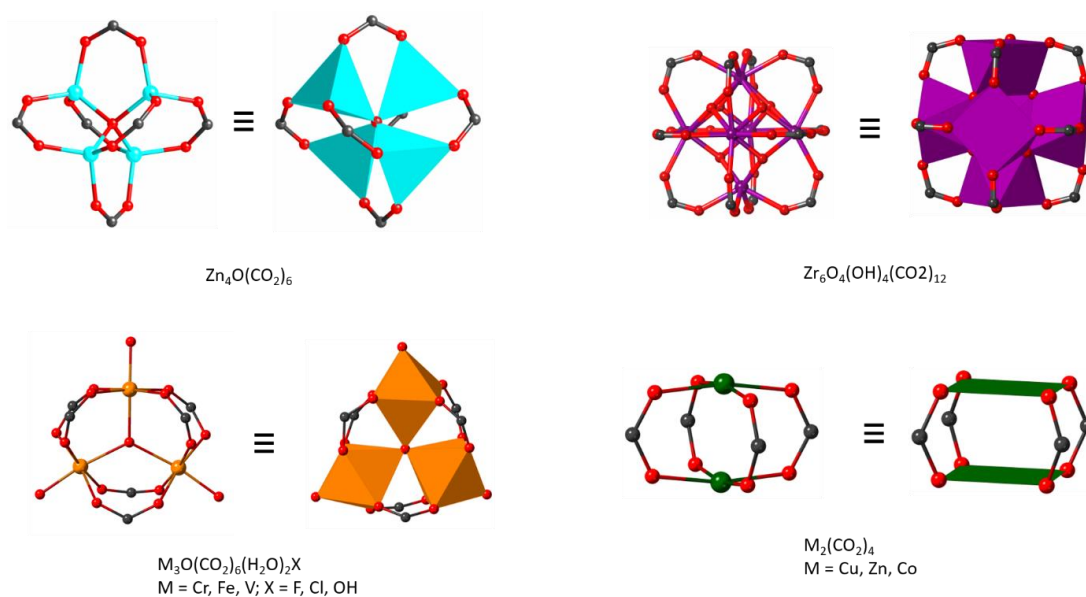 ≡
≡
Zn₄O(CO₂)₆
Zr₆O₄(OH)₄(CO2)₁₂
≡
≡
M₃O(CO₂)₆(H₂O)₂X
M = Cr, Fe, V; X = F, Cl, OH
M₂(CO₂)₄
M = Cu, Zn, Co